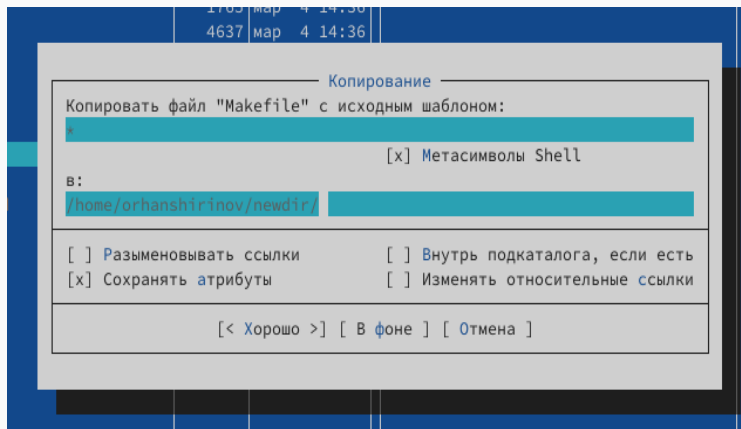 1763 мар 4 14:36
4637 мар 4 14:36
Копирование
Копировать файл "Makefile" с исходным шаблоном:
*
[x] Метасимволы Shell
в:
/home/orhanshirinov/newdir/
[ ] Разыменовывать ссылки [ ] Внутрь подкаталога, если есть
[x] Сохранять атрибуты [ ] Изменять относительные ссылки
[< Хорошо >] [ В фоне ] [ Отмена ]